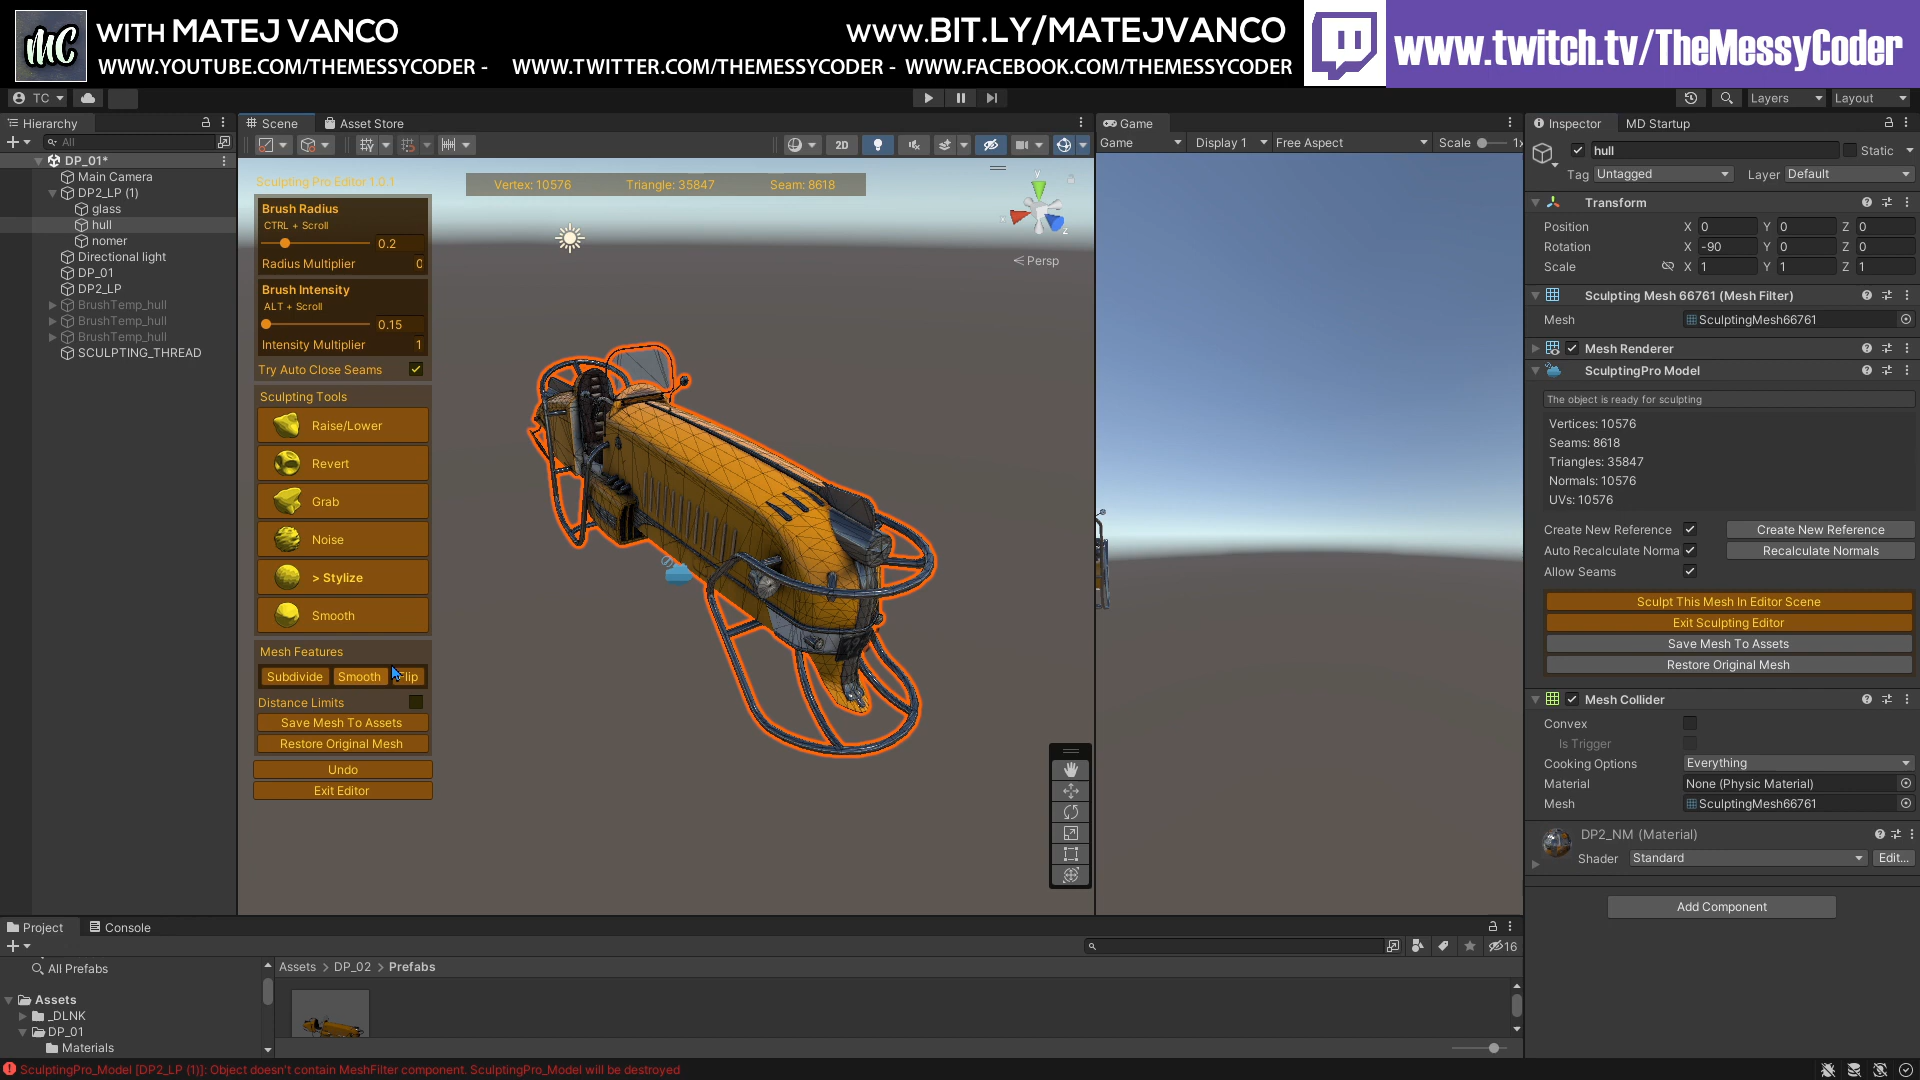 MC WITH MATEJ VANCO
WWW.YOUTUBE.COM/THEMESSYCODER - WWW.TWITTER.COM/THEMESSYCODER - WWW.FACEBOOK.COM/THEMESSYCODER
www.BIT.LY/MATEJVANCO
www.twitch.tv/TheMessyCoder
TC
Layers
Layout
Hierarchy
All
DP_01*
Main Camera
DP2_LP (1)
glass
hull
nomer
Directional light
DP_01
DP2_LP
BrushTemp_hull
BrushTemp_hull
BrushTemp_hull
SCULPTING_THREAD
Scene
Asset Store
2D
Sculpting Pro Editor 1.0.1
Vertex: 10576 Triangle: 35847 Seam: 8618
Brush Radius
CTRL + Scroll
0.2
Radius Multiplier 0
Brush Intensity
ALT + Scroll
0.15
Intensity Multiplier 1
Try Auto Close Seams
Sculpting Tools
Raise/Lower
Revert
Grab
Noise
> Stylize
Smooth
Mesh Features
Subdivide Smooth lip
Distance Limits
Save Mesh To Assets
Restore Original Mesh
Undo
Exit Editor
y
x
z
Persp
Game
Game Display 1 Free Aspect Scale 1x
Inspector
MD Startup
hull Static
Tag Untagged Layer Default
Transform
Position X 0 Y 0 Z 0
Rotation X -90 Y 0 Z 0
Scale X 1 Y 1 Z 1
Sculpting Mesh 66761 (Mesh Filter)
Mesh SculptingMesh66761
Mesh Renderer
SculptingPro Model
The object is ready for sculpting
Vertices: 10576
Seams: 8618
Triangles: 35847
Normals: 10576
UVs: 10576
Create New Reference Create New Reference
Auto Recalculate Norma Recalculate Normals
Allow Seams
Sculpt This Mesh In Editor Scene
Exit Sculpting Editor
Save Mesh To Assets
Restore Original Mesh
Mesh Collider
Convex
Is Trigger
Cooking Options Everything
Material None (Physic Material)
Mesh SculptingMesh66761
DP2_NM (Material)
Shader Standard Edit...
Add Component
Project
Console
16
All Prefabs
Assets
_DLNK
DP_01
Materials
Assets > DP_02 > Prefabs
SculptingPro_Model [DP2_LP (1)]: Object doesn't contain MeshFilter component. SculptingPro_Model will be destroyed